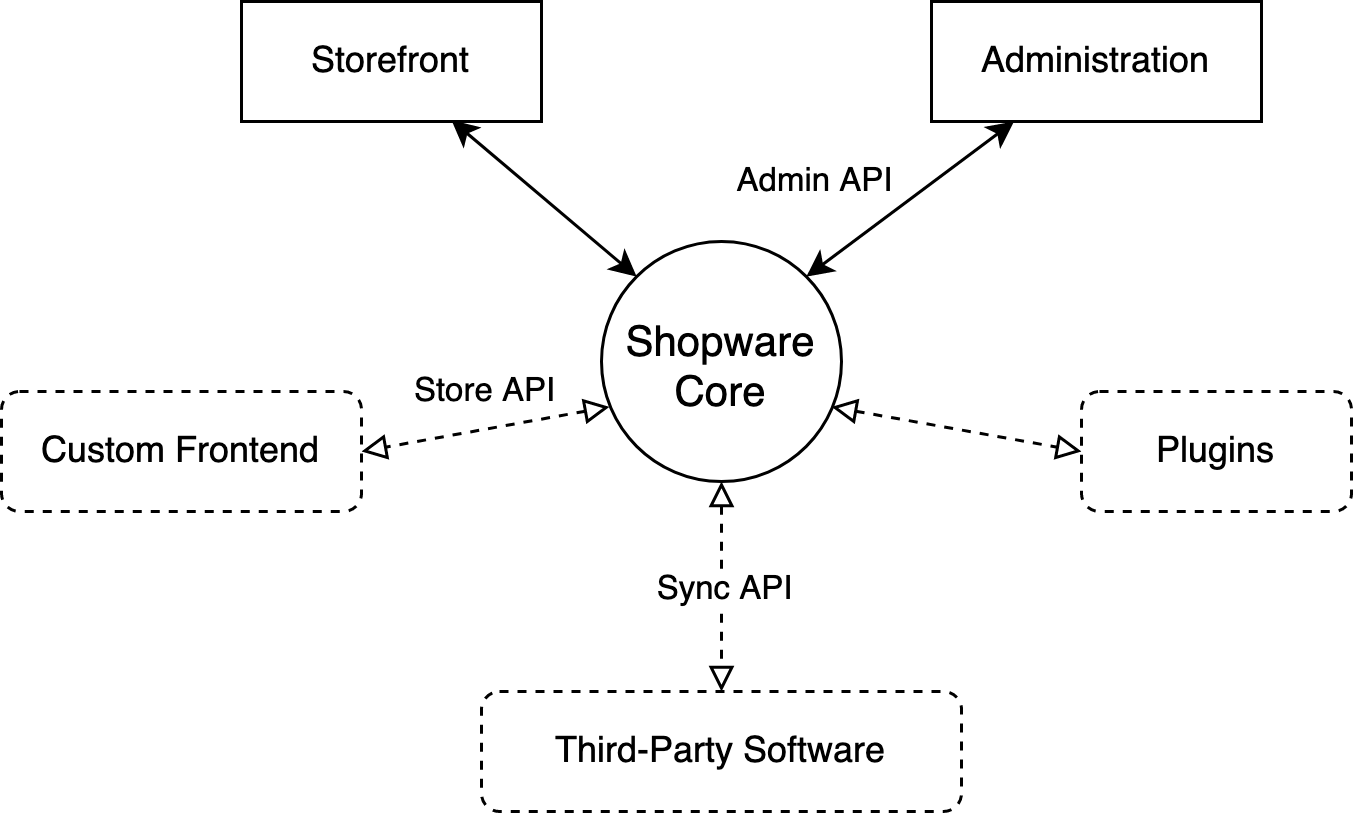 Storefront
Administration
Admin API
Shopware
Core
Store API
Custom Frontend
Plugins
Sync API
Third-Party Software